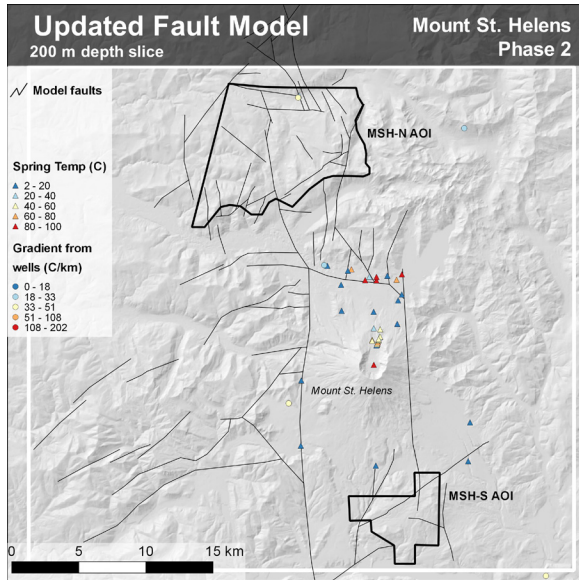 Updated Fault Model
200 m depth slice
Mount St. Helens
Phase 2
Model faults
MSH-N AOI
Spring Temp (C)
2 - 20
20 - 40
40 - 60
60 - 80
80 - 100
Gradient from
wells (C/km)
0 - 18
18 - 33
33 - 51
51 - 108
108 - 202
Mount St. Helens
MSH-S AOI
0 5 10 15 km